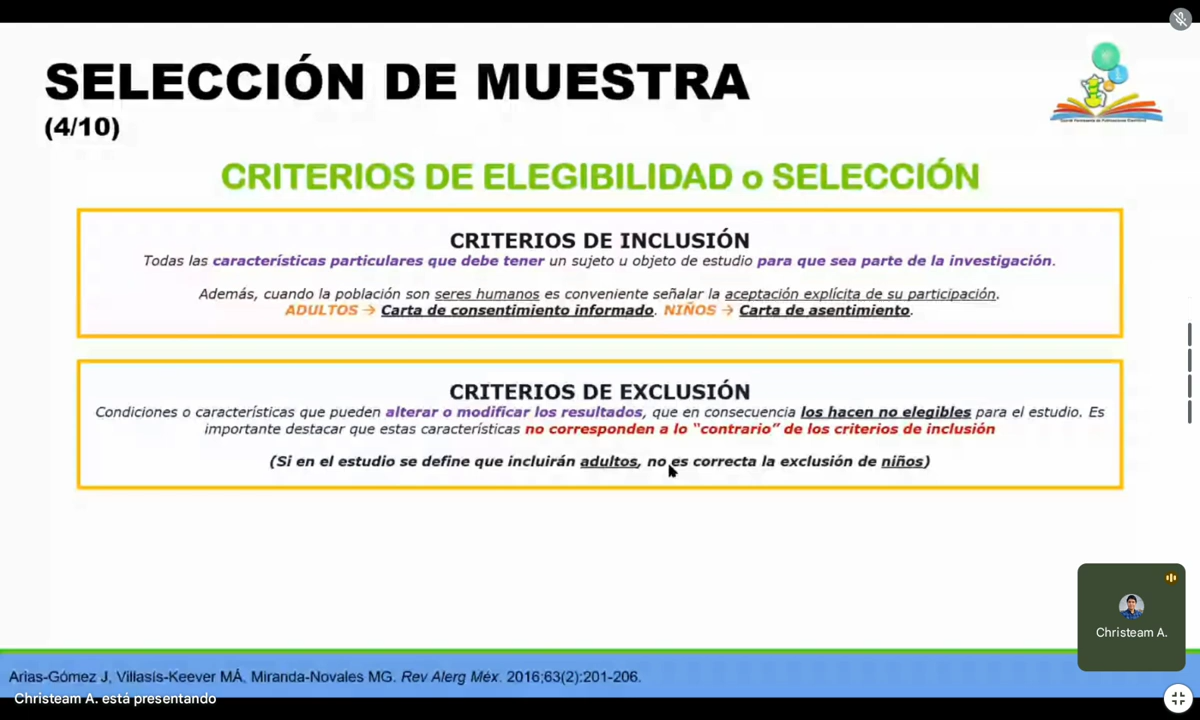 SELECCIÓN DE MUESTRA
(4/10)
CRITERIOS DE ELEGIBILIDAD o SELECCIÓN
CRITERIOS DE INCLUSIÓN
Todas las características particulares que debe tener un sujeto u objeto de estudio para que sea parte de la investigación.
Además, cuando la población son seres humanos es conveniente señalar la aceptación explícita de su participación.
ADULTOS → Carta de consentimiento informado. NIÑOS → Carta de asentimiento.
CRITERIOS DE EXCLUSIÓN
Condiciones o características que pueden alterar o modificar los resultados, que en consecuencia los hacen no elegibles para el estudio. Es
importante destacar que estas características no corresponden a lo "contrario" de los criterios de inclusión
(Si en el estudio se define que incluirán adultos, no es correcta la exclusión de niños)
Christeam A.
Arias-Gómez J, Villasís-Keever MÁ, Miranda-Novales MG. Rev Alerg Méx. 2016;63(2):201-206.
Christeam A. está presentando